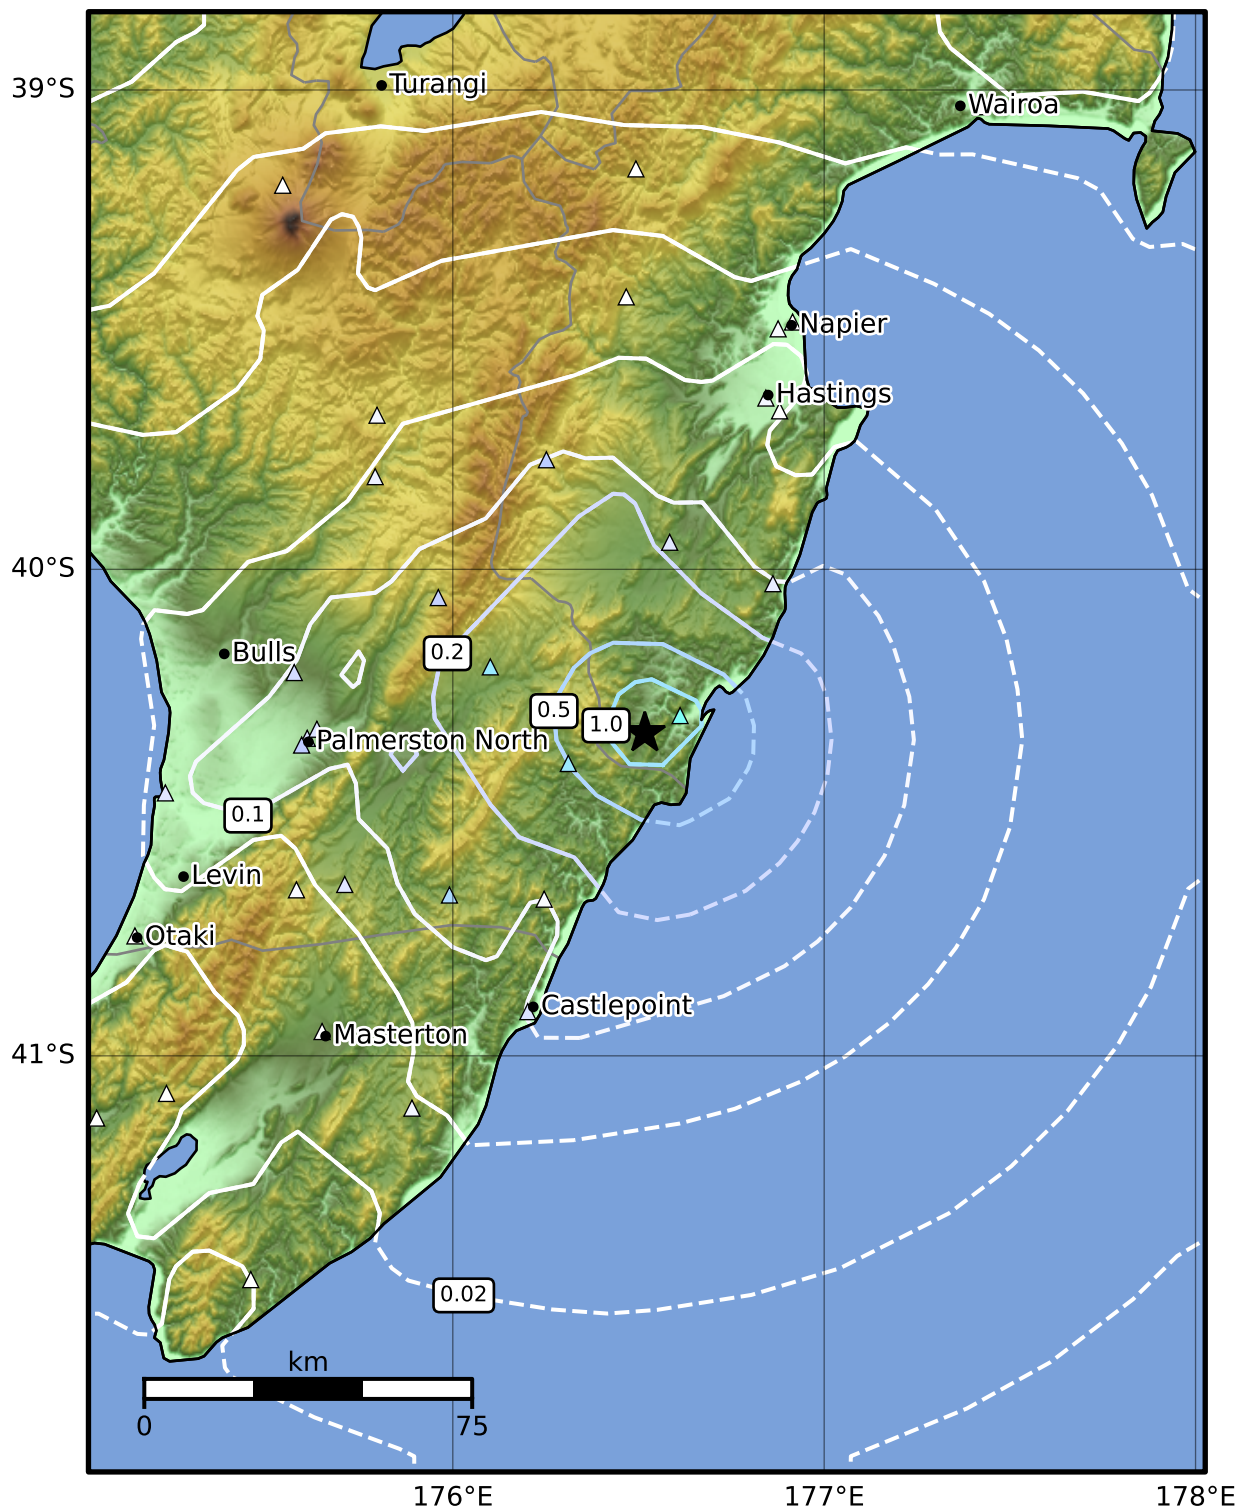 Turangi
39°S
Wairoa
Napier
Hastings
40°S
Bulls
0.2
0.5
1.0
Palmerston North
0.1
Levin
Otaki
Castlepoint
Masterton
41°S
0.02
km
0
75
176°E
177°E
178°E